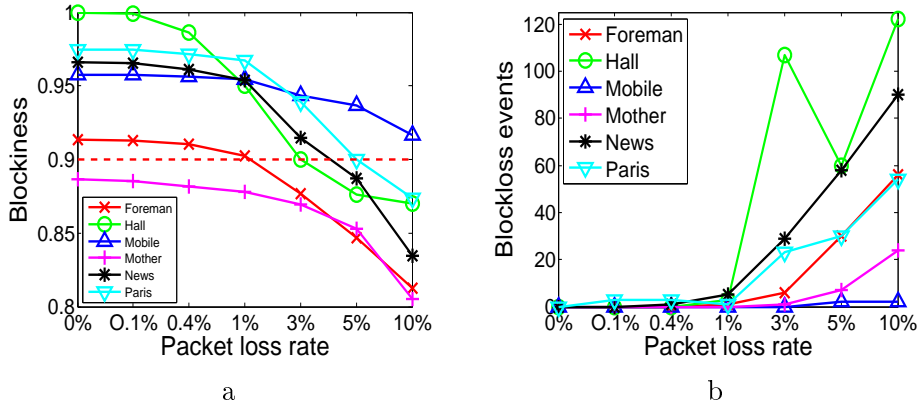 1
0.95
0.9
0.85
0.8
Blockiness
Foreman
Hall
Mobile
Mother
News
Paris
0% 0.1% 0.4% 1% 3% 5% 10%
Packet loss rate
a
120
100
80
60
40
20
0
Blockloss events
Foreman
Hall
Mobile
Mother
News
Paris
0% 0.1% 0.4% 1% 3% 5% 10%
Packet loss rate
b